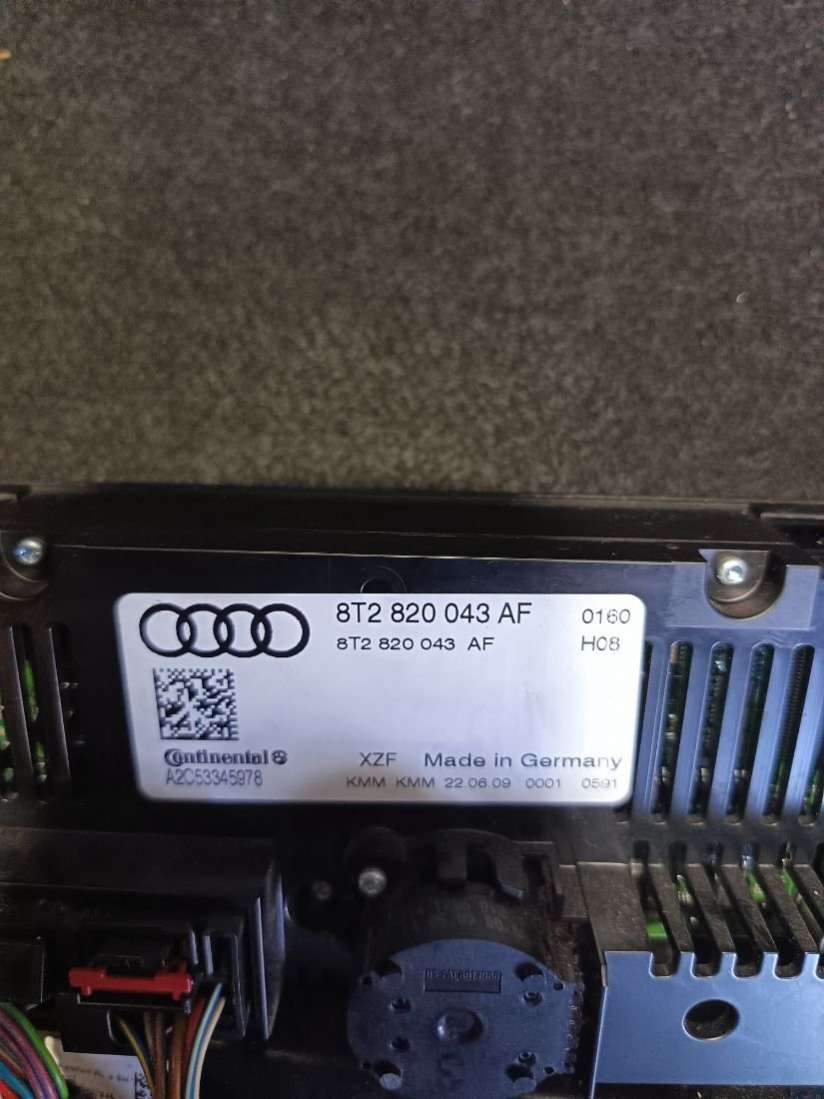 8T2 820 043 AF 0160
8T2 820 043 AF H08
Continental XZF Made in Germany
A2C53345978 KMM KMM 22.06.09 0001 0591